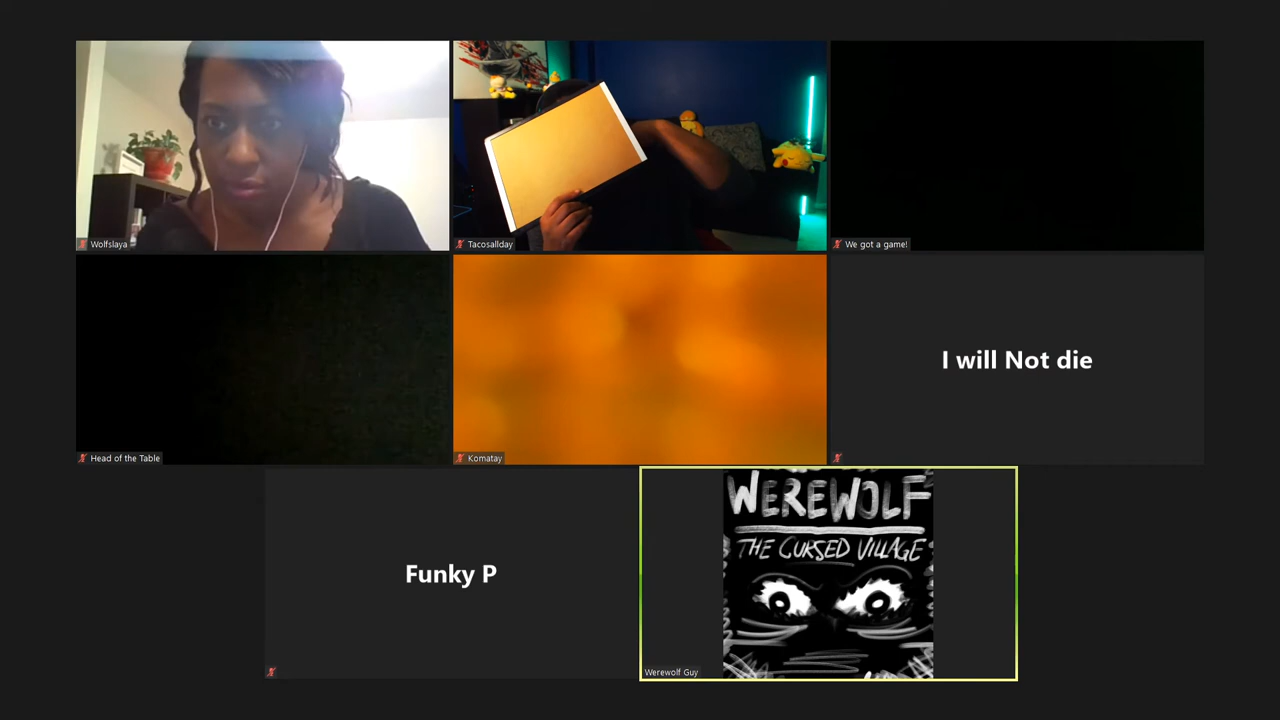 Wolfslaya
Tacosallday
We got a game!
Head of the Table
Komatay
I will Not die
Funky P
WEREWOLF
THE CURSED VILLAGE
Werewolf Guy